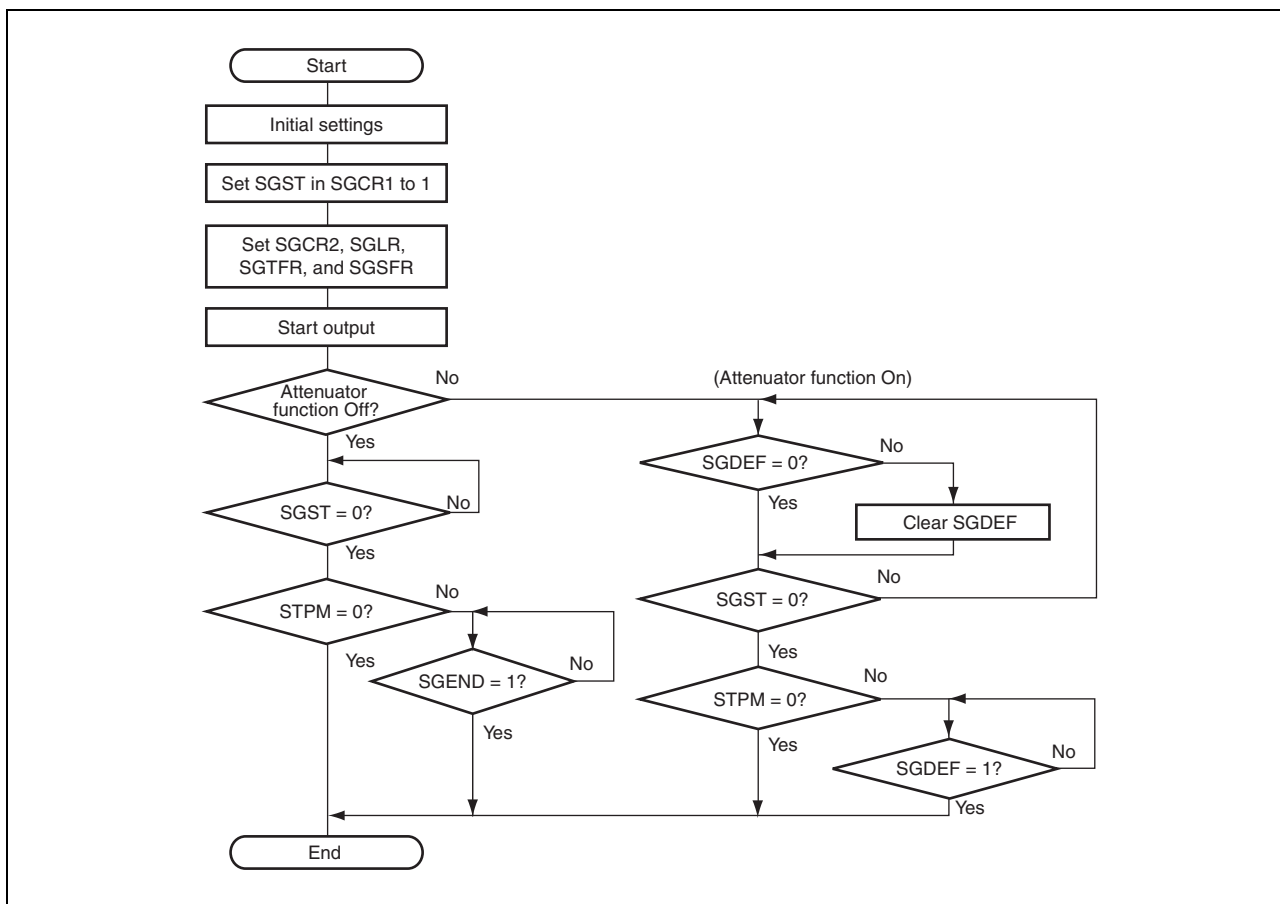 Start
Initial settings
Set SGST in SGCR1 to 1
Set SGCR2, SGLR,
SGTFR, and SGSFR
Start output
Attenuator
function Off?
No
Yes
SGST = 0?
No
Yes
STPM = 0?
No
Yes
SGEND = 1?
No
Yes
(Attenuator function On)
SGDEF = 0?
No
Yes
Clear SGDEF
SGST = 0?
No
Yes
STPM = 0?
No
Yes
SGDEF = 1?
No
Yes
End